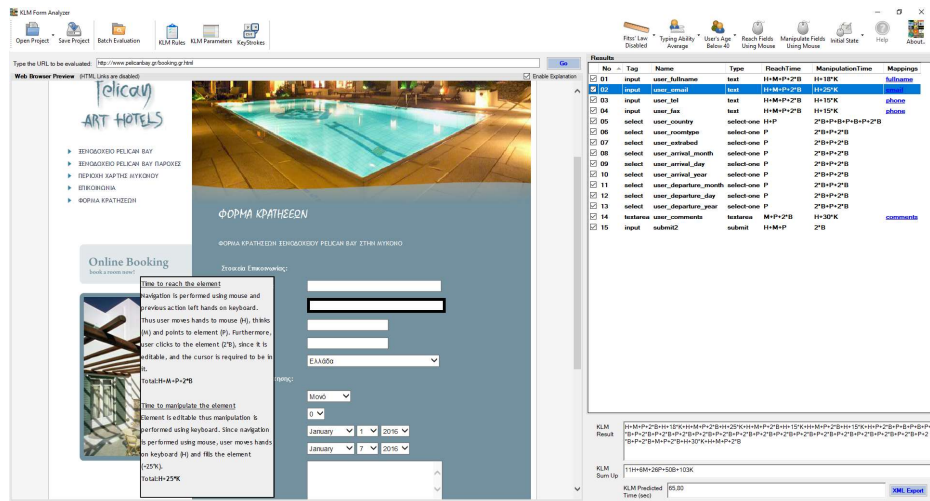 KLM Form Analyzer
Open Project
Save Project
Batch Evaluation
KLM Rules
KLM Parameters
KeyStrokes
Fitts' Law Disabled
Typing Ability Average
User's Age Below 40
Reach Fields Using Mouse
Manipulate Fields Using Mouse
Initial State
Help
About..
Type the URL to be evaluated: http://www.pelicanbay.gr/booking.gr.html Go
Web Browser Preview (HTML Links are disabled) Enable Explanation
Pelican
ART HOTELS
ΞΕΝΟΔΟΧΕΙΟ PELICAN BAY
ΞΕΝΟΔΟΧΕΙΟ PELICAN BAY ΠΑΡΟΧΕΣ
ΠΕΡΙΟΧΗ ΧΑΡΤΗΣ ΜΥΚΟΝΟΥ
ΕΠΙΚΟΙΝΩΝΙΑ
ΦΟΡΜΑ ΚΡΑΤΗΣΕΩΝ
Online Booking
book a room now!
ΦΟΡΜΑ ΚΡΑΤΗΣΕΩΝ
ΦΟΡΜΑ ΚΡΑΤΗΣΕΩΝ ΞΕΝΟΔΟΧΕΙΟΥ PELICAN BAY ΣΤΗΝ ΜΥΚΟΝΟ
Στοιχεία Επικοινωνίας:
Ελλάδα
Μονό
0
January 1 2016
January 7 2016
Time to reach the element
Navigation is performed using mouse and
previous action left hands on keyboard.
Thus user moves hands to mouse (H), thinks
(M) and points to element (P). Furthermore,
user clicks to the element (2*B), since it is
editable, and the cursor is required to be in
it.
Total:H+M+P+2*B
Time to manipulate the element
Element is editable thus manipulation is
performed using keyboard. Since navigation
is performed using mouse, user moves hands
on keyboard (H) and fills the element
(+25*K).
Total:H+25*K
Results
No Tag Name Type ReachTime ManipulationTime Mappings
01 input user_fullname text H+M+P+2*B H+18*K fullname
02 input user_email text H+M+P+2*B H+25*K email
03 input user_tel text H+M+P+2*B H+15*K phone
04 input user_fax text H+M+P+2*B H+15*K phone
05 select user_country select-one H+P 2*B+P+B+P+B+P+2*B
06 select user_roomtype select-one P 2*B+P+2*B
07 select user_extrabed select-one P 2*B+P+2*B
08 select user_arrival_month select-one P 2*B+P+2*B
09 select user_arrival_day select-one P 2*B+P+2*B
10 select user_arrival_year select-one P 2*B+P+2*B
11 select user_departure_month select-one P 2*B+P+2*B
12 select user_departure_day select-one P 2*B+P+2*B
13 select user_departure_year select-one P 2*B+P+2*B
14 textarea user_comments textarea M+P+2*B H+30*K comments
15 input submit2 submit H+M+P 2*B
KLM Result
KLM Sum Up 11H+6M+26P+50B+103K
KLM Predicted Time (sec) 65,80
XML Export